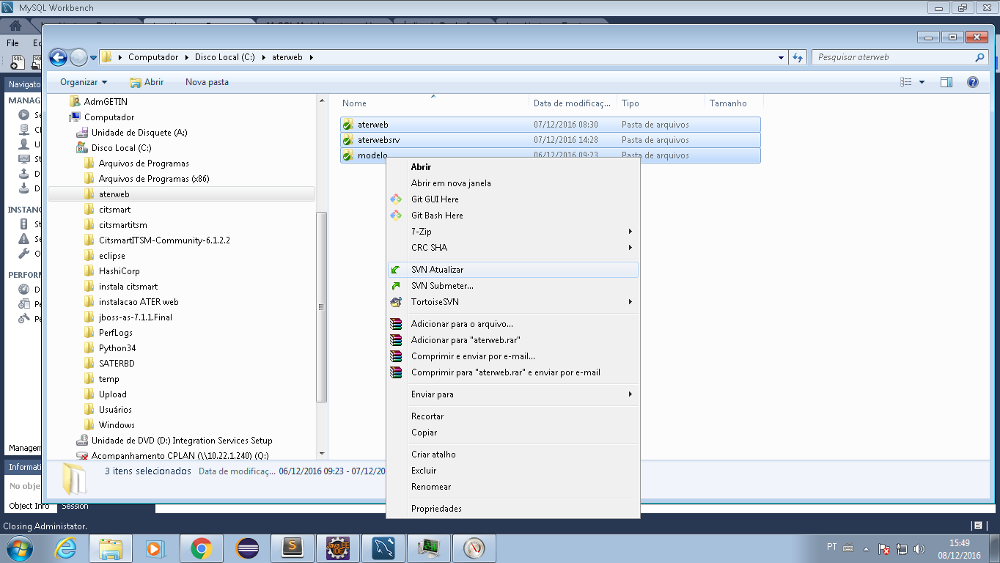 MySQL Workbench
File
Computador
Disco Local (C:)
aterweb
Pesquisar aterweb
Organizar
Abrir
Nova pasta
Navigato
MANAG
INSTANC
PERFORM
Managem
Informati
No obje
Object Info
Session
AdmGETIN
Computador
Unidade de Disquete (A:)
Disco Local (C:)
Arquivos de Programas
Arquivos de Programas (x86)
aterweb
citsmart
citsmartitsm
CitsmartITSM-Community-6.1.2.2
eclipse
HashiCorp
instala citsmart
instalacao ATER web
jboss-as-7.1.1.Final
PerfLogs
Python34
SATERBD
temp
Upload
Usuários
Windows
Unidade de DVD (D:) Integration Services Setup
Acompanhamento CPLAN (\\10.22.1.240) (Q:)
Nome Data de modificaç... Tipo Tamanho
aterweb 07/12/2016 08:30 Pasta de arquivos
aterwebsrv 07/12/2016 14:28 Pasta de arquivos
modelo 06/12/2016 09:23 Pasta de arquivos
Abrir
Abrir em nova janela
Git GUI Here
Git Bash Here
7-Zip
CRC SHA
SVN Atualizar
SVN Submeter...
TortoiseSVN
Adicionar para o arquivo...
Adicionar para "aterweb.rar"
Comprimir e enviar por e-mail...
Comprimir para "aterweb.rar" e enviar por e-mail
Enviar para
Recortar
Copiar
Criar atalho
Excluir
Renomear
Propriedades
3 itens selecionados Data de modificaç... 06/12/2016 09:23 - 07/12/20
Closing Administator.
PT
15:49
08/12/2016